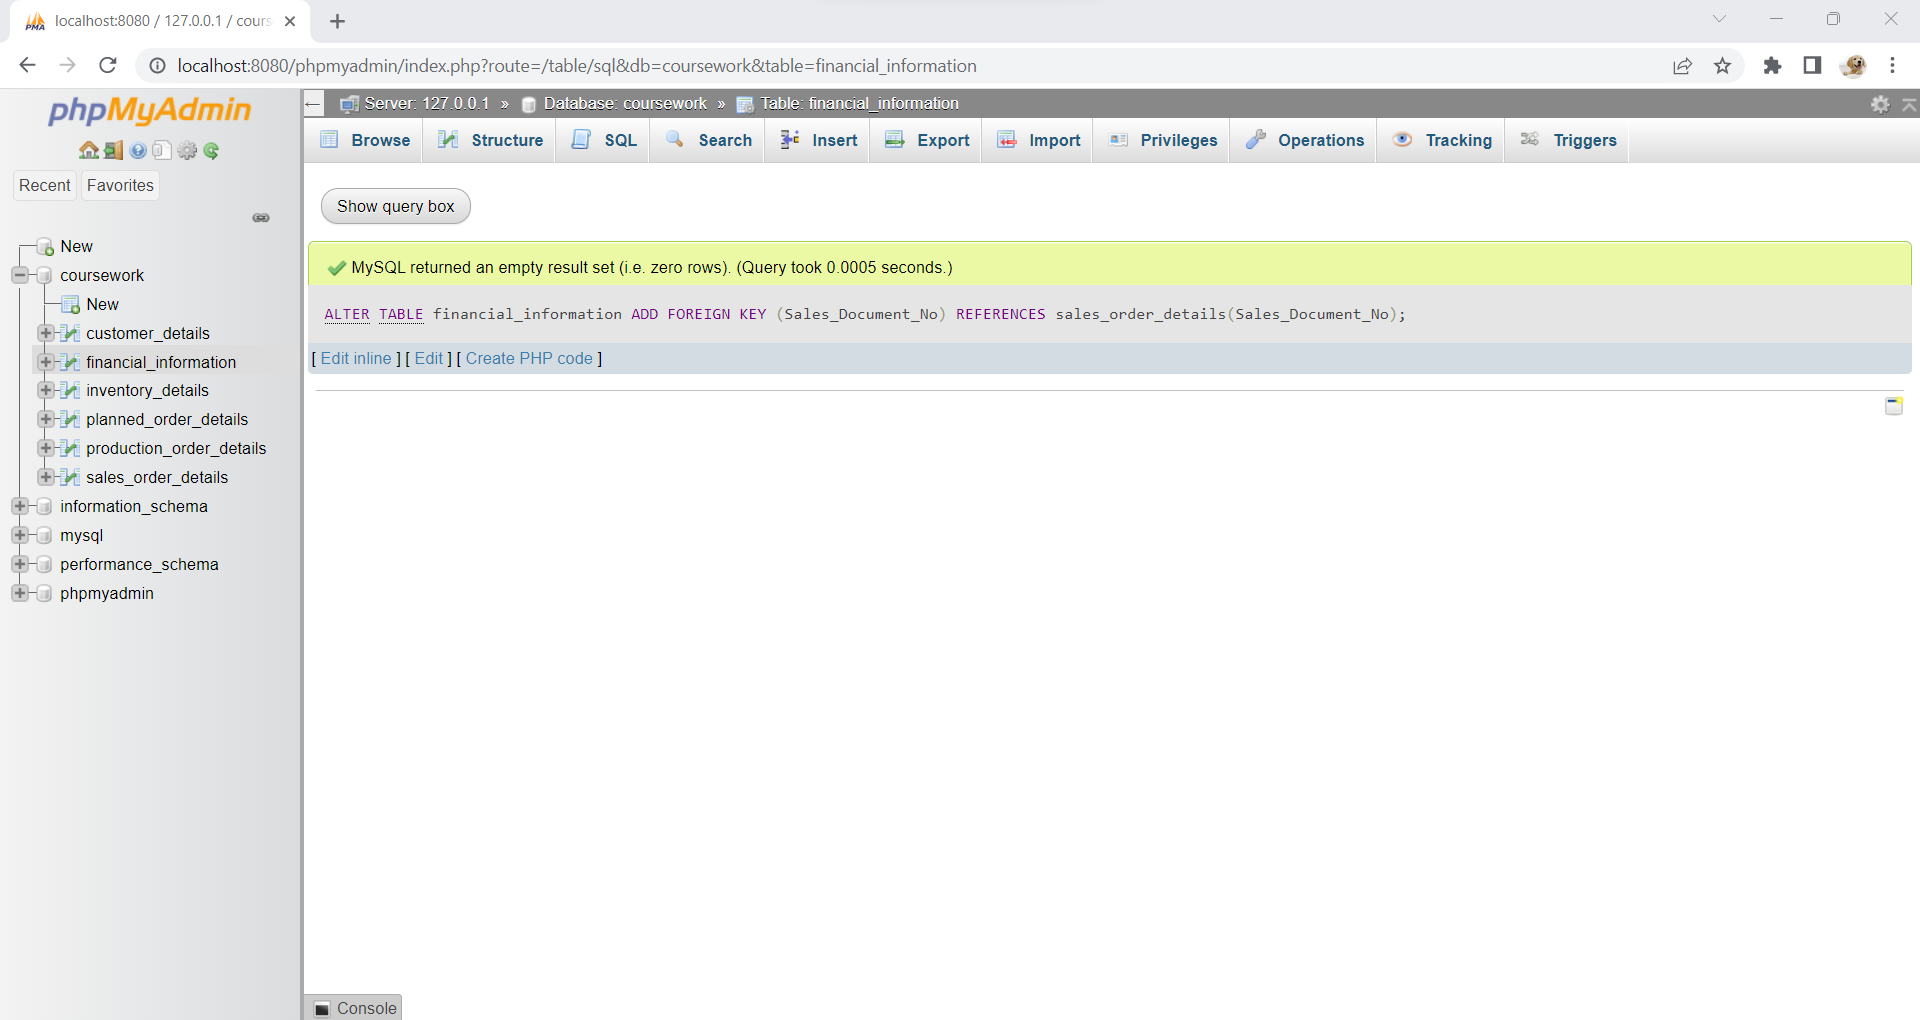 localhost:8080 / 127.0.0.1 / cours
localhost:8080/phpmyadmin/index.php?route=/table/sql&db=coursework&table=financial_information
phpMyAdmin
Recent
Favorites
New
coursework
New
customer_details
financial_information
inventory_details
planned_order_details
production_order_details
sales_order_details
information_schema
mysql
performance_schema
phpmyadmin
Server: 127.0.0.1 » Database: coursework » Table: financial_information
Browse Structure SQL Search Insert Export Import Privileges Operations Tracking Triggers
Show query box
MySQL returned an empty result set (i.e. zero rows). (Query took 0.0005 seconds.)
ALTER TABLE financial_information ADD FOREIGN KEY (Sales_Document_No) REFERENCES sales_order_details(Sales_Document_No);
[ Edit inline ] [ Edit ] [ Create PHP code ]
Console